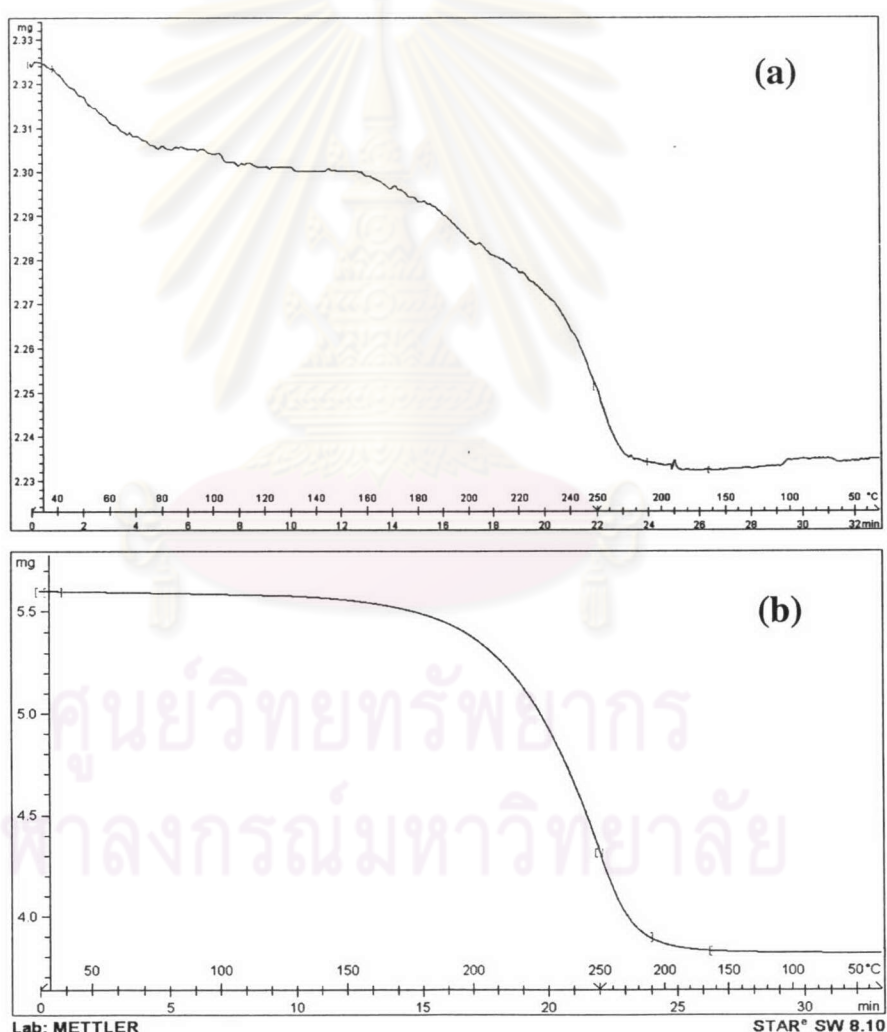 mg
(a)
2.33
2.32
2.31
2.30
2.29
2.28
2.27
2.26
2.25
2.24
2.23
40 60 80 100 120 140 160 180 200 220 240 250 200 150 100 50 °C
0 2 4 6 8 10 12 14 16 18 20 22 24 26 28 30 32 min
mg
(b)
5.5
5.0
4.5
4.0
50 100 150 200 250 200 150 100 50 °C
0 5 10 15 20 25 30 min
ศูนย์วิทยทรัพยากร
จุฬาลงกรณ์มหาวิทยาลัย
Lab: METTLER STARᵉ SW 8.10